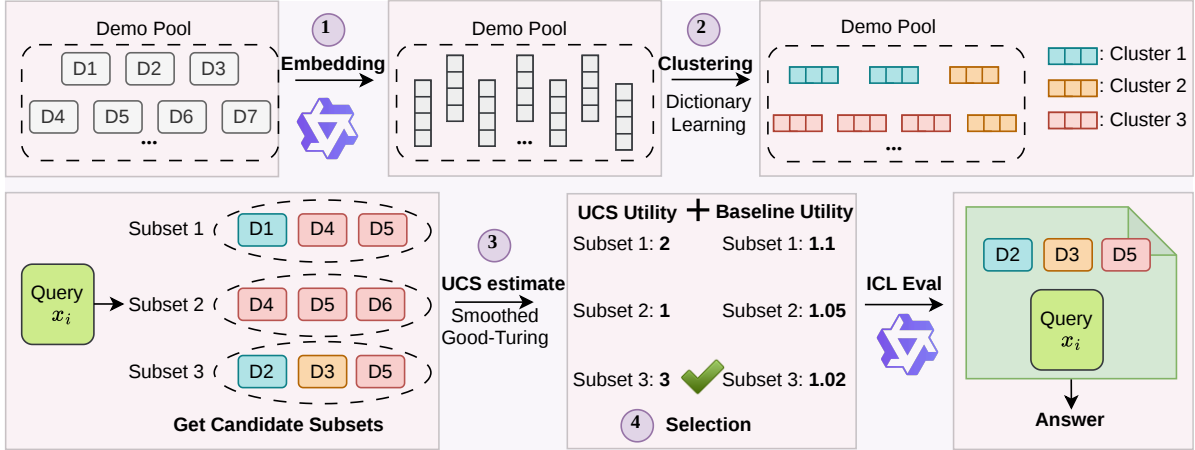 Demo Pool
D1 D2 D3
D4 D5 D6 D7
...
1
Embedding
Demo Pool
...
2
Clustering
Dictionary
Learning
Demo Pool
...
: Cluster 1
: Cluster 2
: Cluster 3
Query
x_i
Subset 1 D1 D4 D5
Subset 2 D4 D5 D6
Subset 3 D2 D3 D5
Get Candidate Subsets
3
UCS estimate
Smoothed
Good-Turing
UCS Utility + Baseline Utility
Subset 1: 2 Subset 1: 1.1
Subset 2: 1 Subset 2: 1.05
Subset 3: 3 Subset 3: 1.02
4 Selection
ICL Eval
D2 D3 D5
Query
x_i
Answer